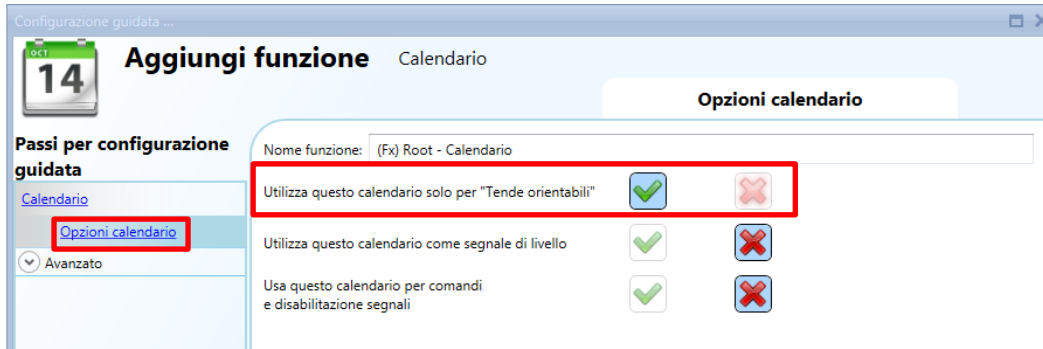 Configurazione guidata ...
OCT
14
Aggiungi funzione Calendario
Opzioni calendario
Passi per configurazione
guidata
Calendario
Opzioni calendario
Avanzato
Nome funzione: (Fx) Root - Calendario
Utilizza questo calendario solo per "Tende orientabili"
Utilizza questo calendario come segnale di livello
Usa questo calendario per comandi
e disabilitazione segnali